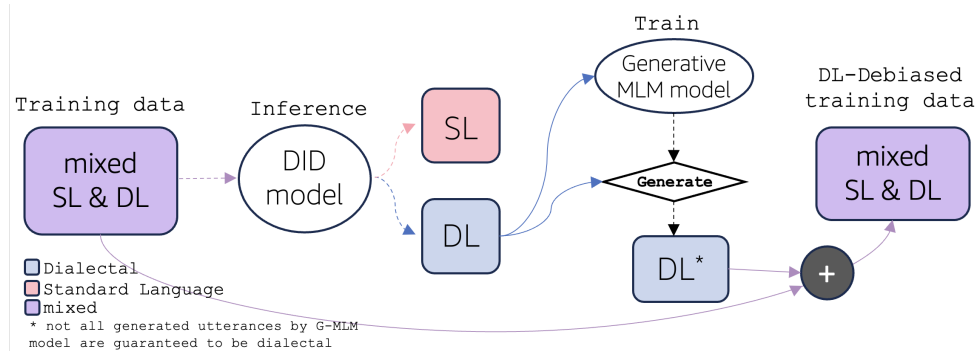 Training data
mixed
SL & DL
Inference
DID
model
SL
DL
Train
Generative
MLM model
Generate
DL*
+
DL-Debiased
training data
mixed
SL & DL
Dialectal
Standard Language
mixed
* not all generated utterances by G-MLM
model are guaranteed to be dialectal